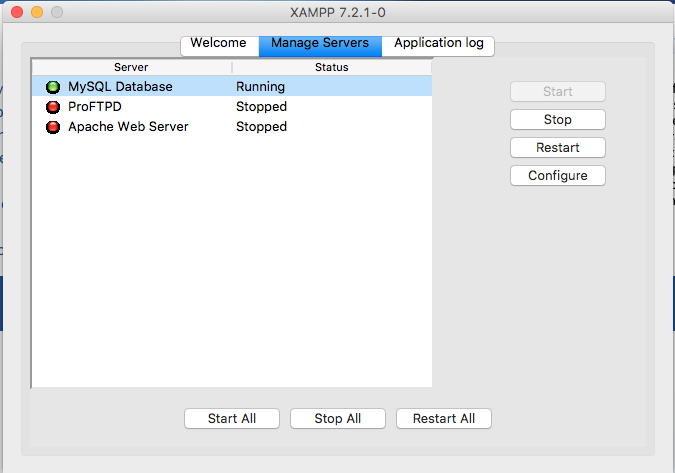 XAMPP 7.2.1-0
Welcome Manage Servers Application log
Server Status
MySQL Database Running
ProFTPD Stopped
Apache Web Server Stopped
Start
Stop
Restart
Configure
Start All Stop All Restart All